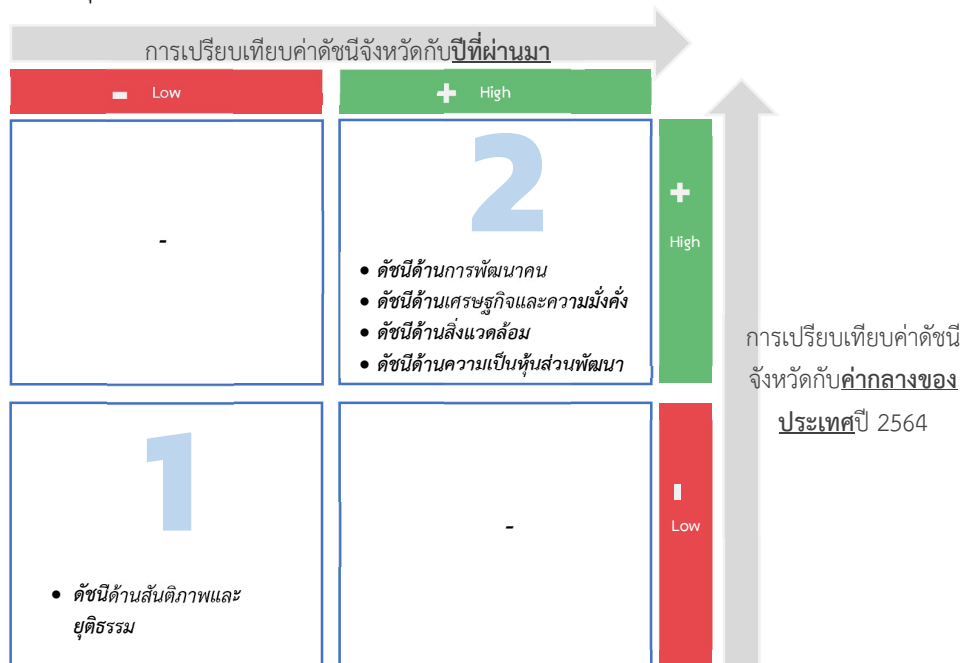 การเปรียบเทียบค่าดัชนีจังหวัดกับปีที่ผ่านมา
- Low
+ High
-
2
• ดัชนีด้านการพัฒนาคน
• ดัชนีด้านเศรษฐกิจและความมั่งคั่ง
• ดัชนีด้านสิ่งแวดล้อม
• ดัชนีด้านความเป็นหุ้นส่วนพัฒนา
+
High
การเปรียบเทียบค่าดัชนี
จังหวัดกับค่ากลางของ
ประเทศปี 2564
1
• ดัชนีด้านสันติภาพและ
ยุติธรรม
-
-
Low